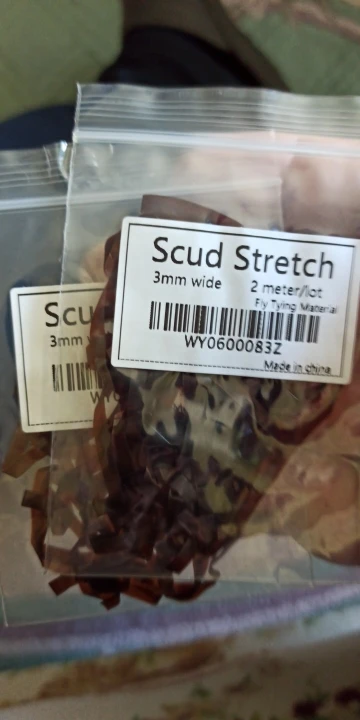 Scud Stretch
3mm wide 2 meter/lot
Fly Tying Material
WY0600083Z
Made in china
Scu
3mm